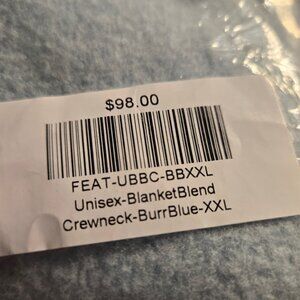 $98.00
FEAT-UBBC-BBXXL
Unisex-BlanketBlend
Crewneck-BurrBlue-XXL